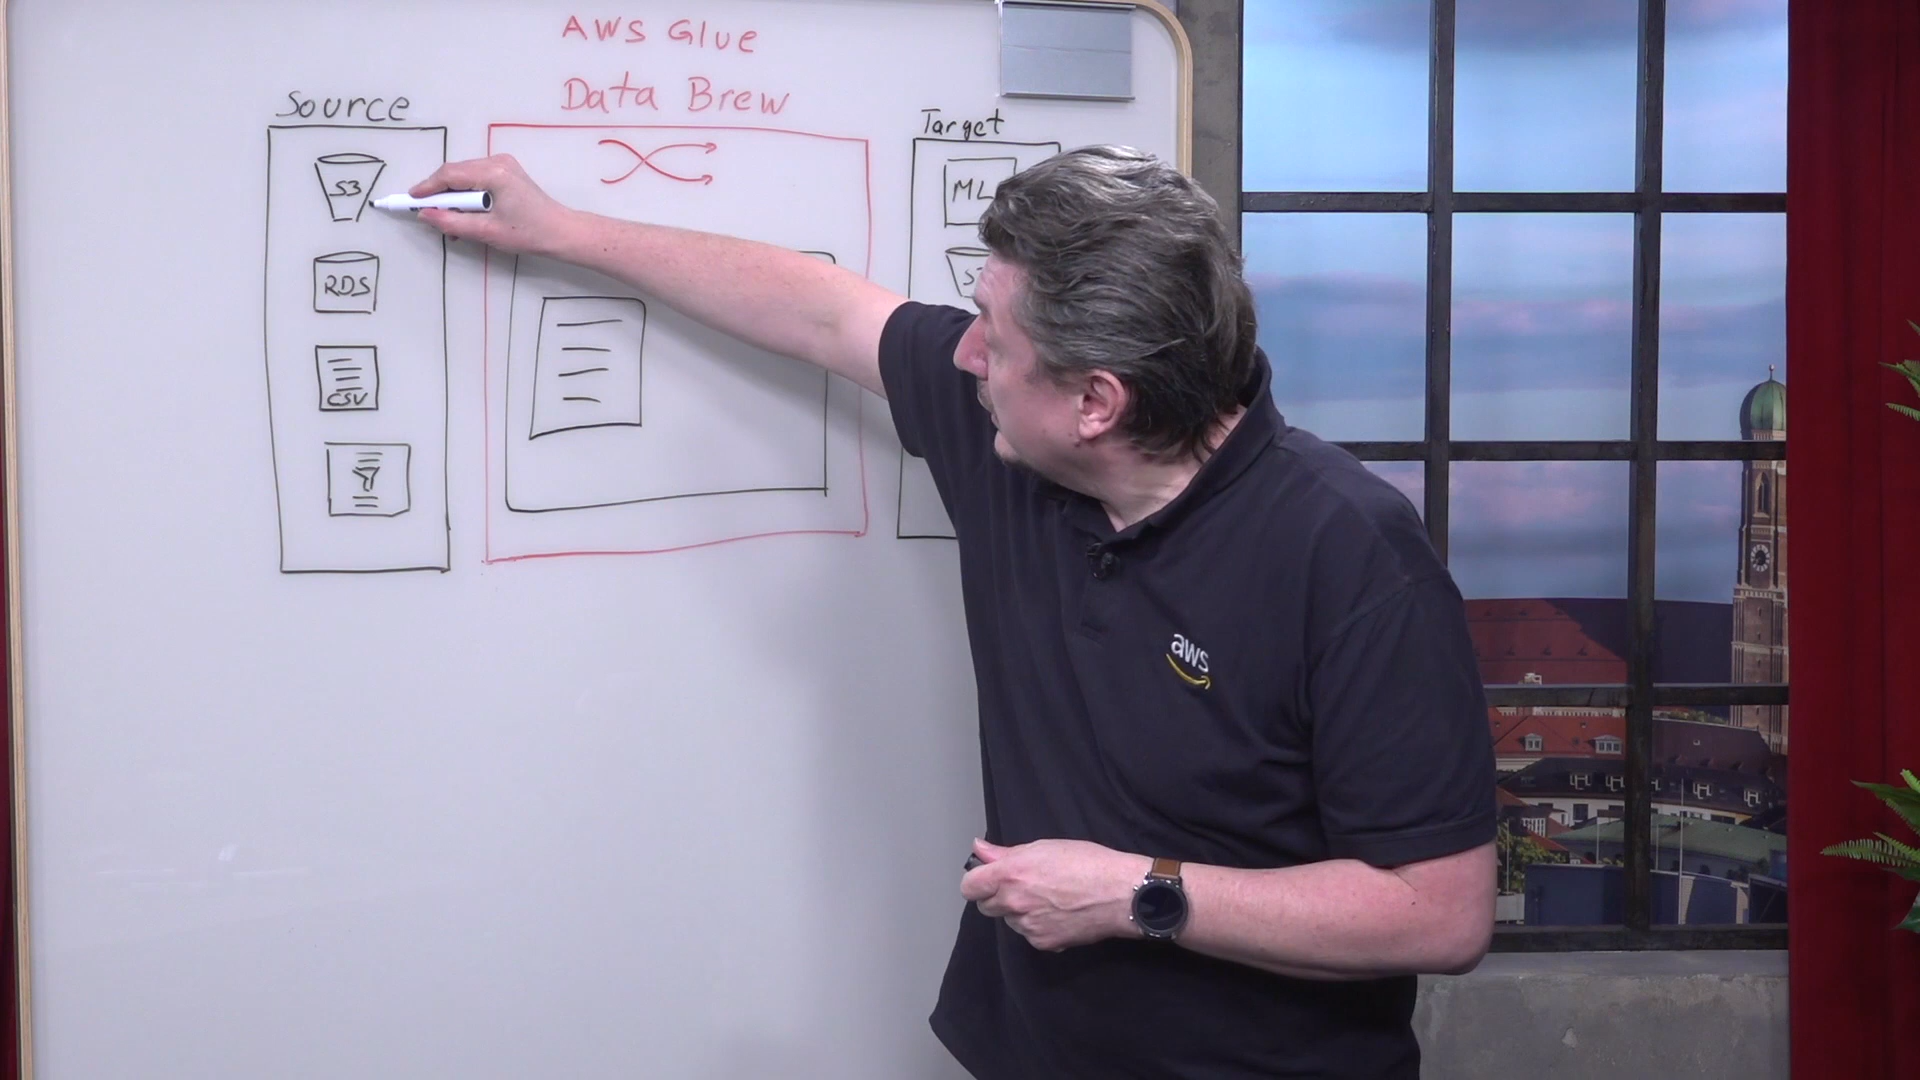 AWS Glue
Data Brew
Source
S3
RDS
CSV
Target
ML
aws